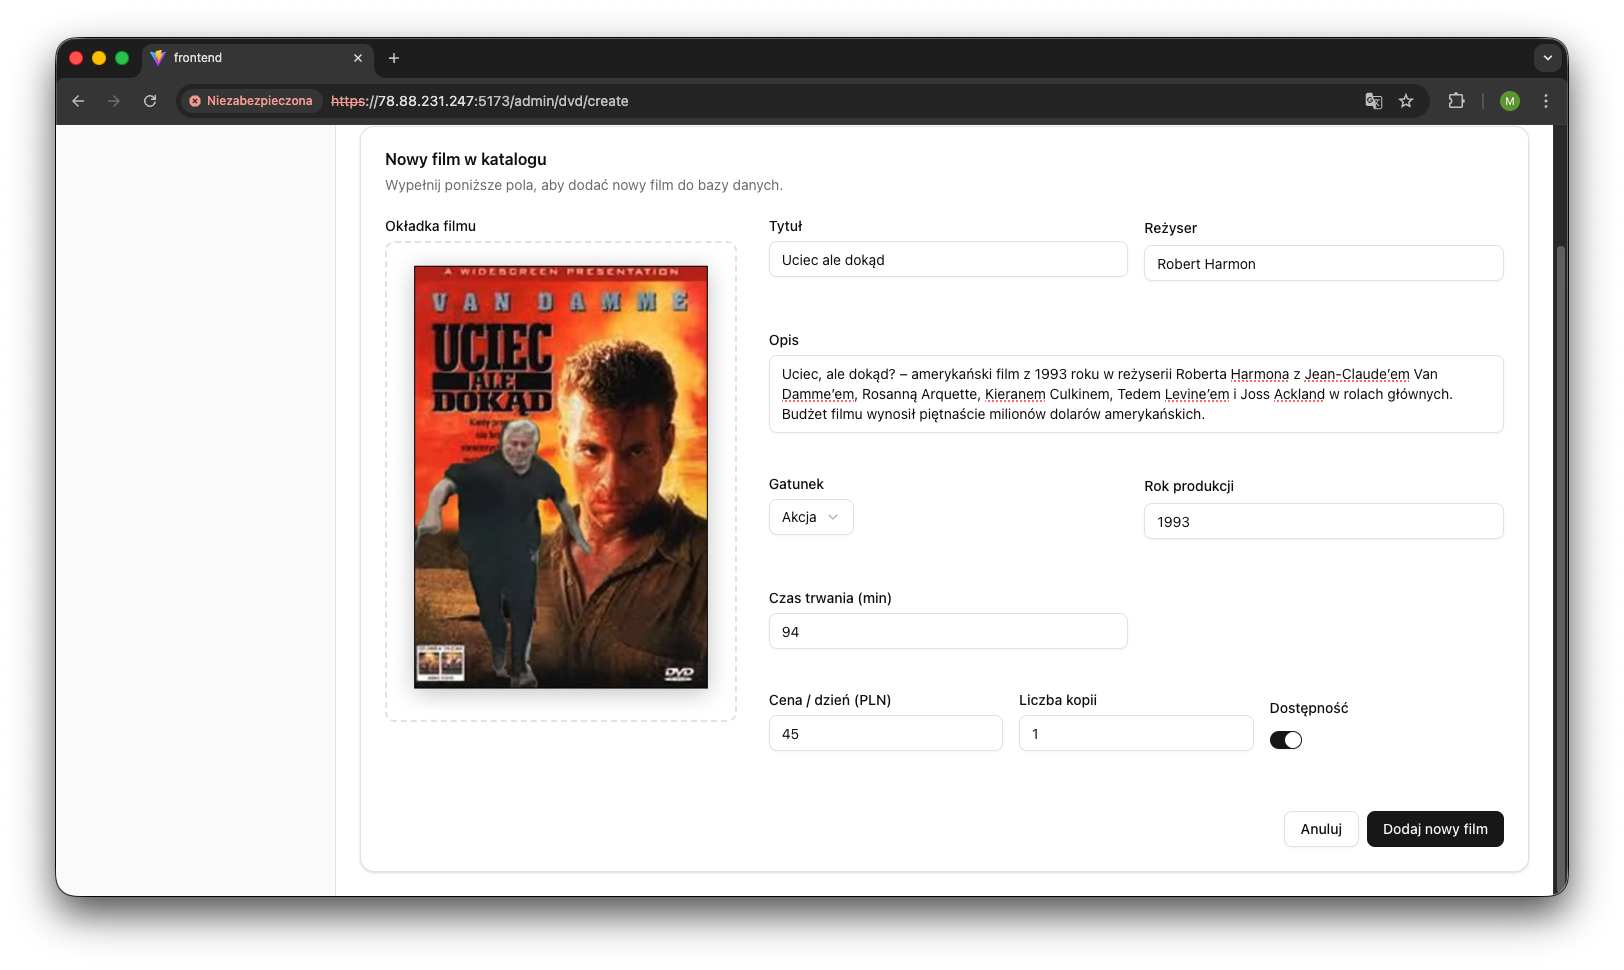 frontend
Niezabezpieczona
https://78.88.231.247:5173/admin/dvd/create
M
Nowy film w katalogu
Wypełnij poniższe pola, aby dodać nowy film do bazy danych.
Okładka filmu
A WIDESCREEN PRESENTATION
VAN DAMME
UCIEC
ALE
DOKĄD
Kiedy
nie
DVD
Tytuł
Uciec ale dokąd
Reżyser
Robert Harmon
Opis
Uciec, ale dokąd? – amerykański film z 1993 roku w reżyserii Roberta Harmona z Jean-Claude’em Van
Damme’em, Rosanną Arquette, Kieranem Culkinem, Tedem Levine’em i Joss Ackland w rolach głównych.
Budżet filmu wynosił piętnaście milionów dolarów amerykańskich.
Gatunek
Akcja
Rok produkcji
1993
Czas trwania (min)
94
Cena / dzień (PLN)
45
Liczba kopii
1
Dostępność
Anuluj
Dodaj nowy film